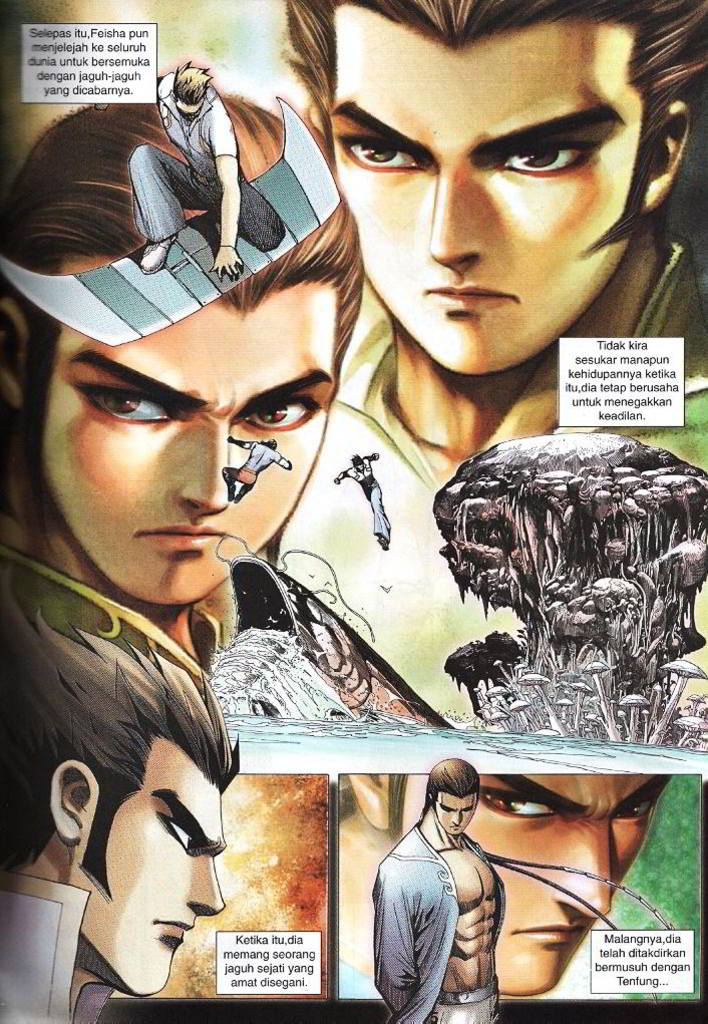 Selepas itu,Feisha pun
menjelejah ke seluruh
dunia untuk bersemuka
dengan jaguh-jaguh
yang dicabarnya.
Tidak kira
sesukar manapun
kehidupannya ketika
itu,dia tetap berusaha
untuk menegakkan
keadilan.
Ketika itu,dia
memang seorang
jaguh sejati yang
amat disegani.
Malangnya,dia
telah ditakdirkan
bermusuh dengan
Tenfung...